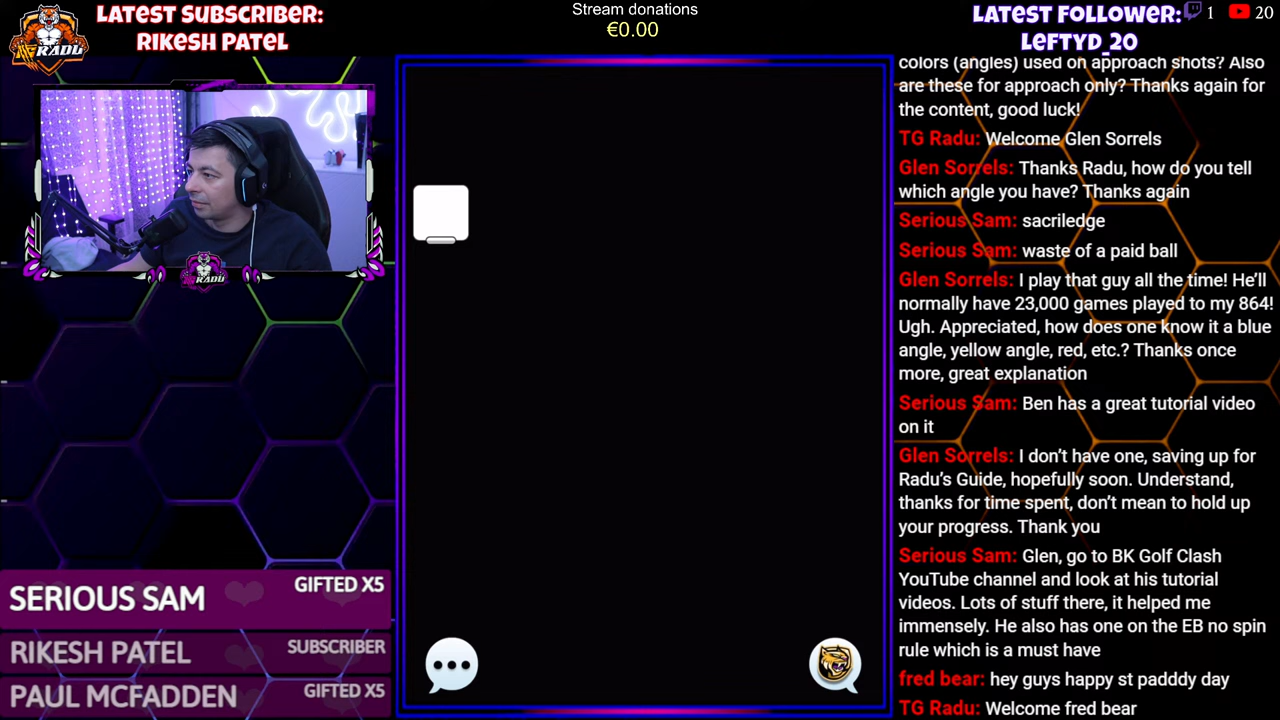 LATEST SUBSCRIBER:
RIKESH PATEL
RADU
Stream donations
€0.00
LATEST FOLLOWER:
1
20
LEFTYD_20
RADU
colors (angles) used on approach shots? Also
are these for approach only? Thanks again for
the content, good luck!
TG Radu: Welcome Glen Sorrels
Glen Sorrels: Thanks Radu, how do you tell
which angle you have? Thanks again
Serious Sam: sacriledge
Serious Sam: waste of a paid ball
Glen Sorrels: I play that guy all the time! He'll
normally have 23,000 games played to my 864!
Ugh. Appreciated, how does one know it a blue
angle, yellow angle, red, etc.? Thanks once
more, great explanation
Serious Sam: Ben has a great tutorial video
on it
Glen Sorrels: I don't have one, saving up for
Radu's Guide, hopefully soon. Understand,
thanks for time spent, don't mean to hold up
your progress. Thank you
Serious Sam: Glen, go to BK Golf Clash
YouTube channel and look at his tutorial
videos. Lots of stuff there, it helped me
immensely. He also has one on the EB no spin
rule which is a must have
fred bear: hey guys happy st padddy day
TG Radu: Welcome fred bear
SERIOUS SAM
GIFTED X5
RIKESH PATEL
SUBSCRIBER
PAUL MCFADDEN
GIFTED X5